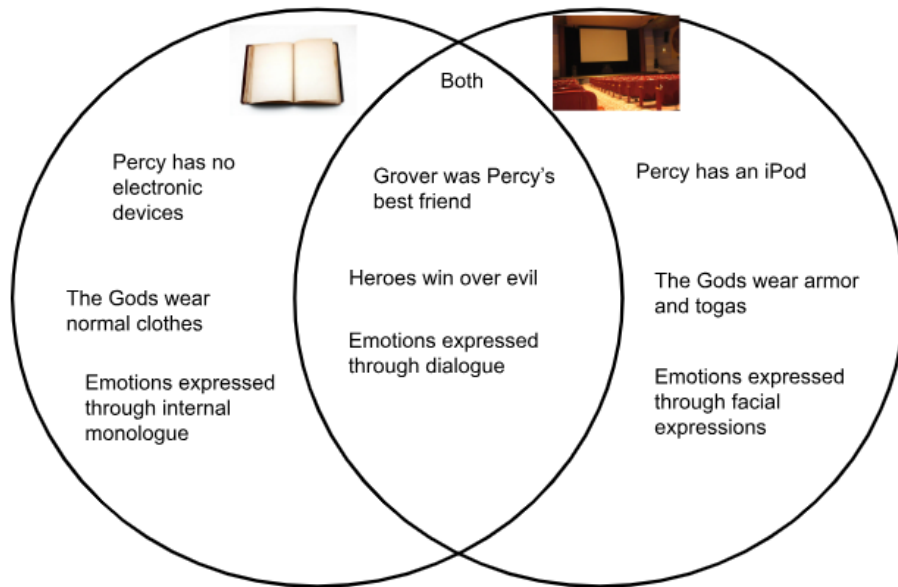 Both
Percy has no
electronic
devices
Grover was Percy's
best friend
Percy has an iPod
The Gods wear
normal clothes
Heroes win over evil
The Gods wear armor
and togas
Emotions expressed
through internal
monologue
Emotions expressed
through dialogue
Emotions expressed
through facial
expressions